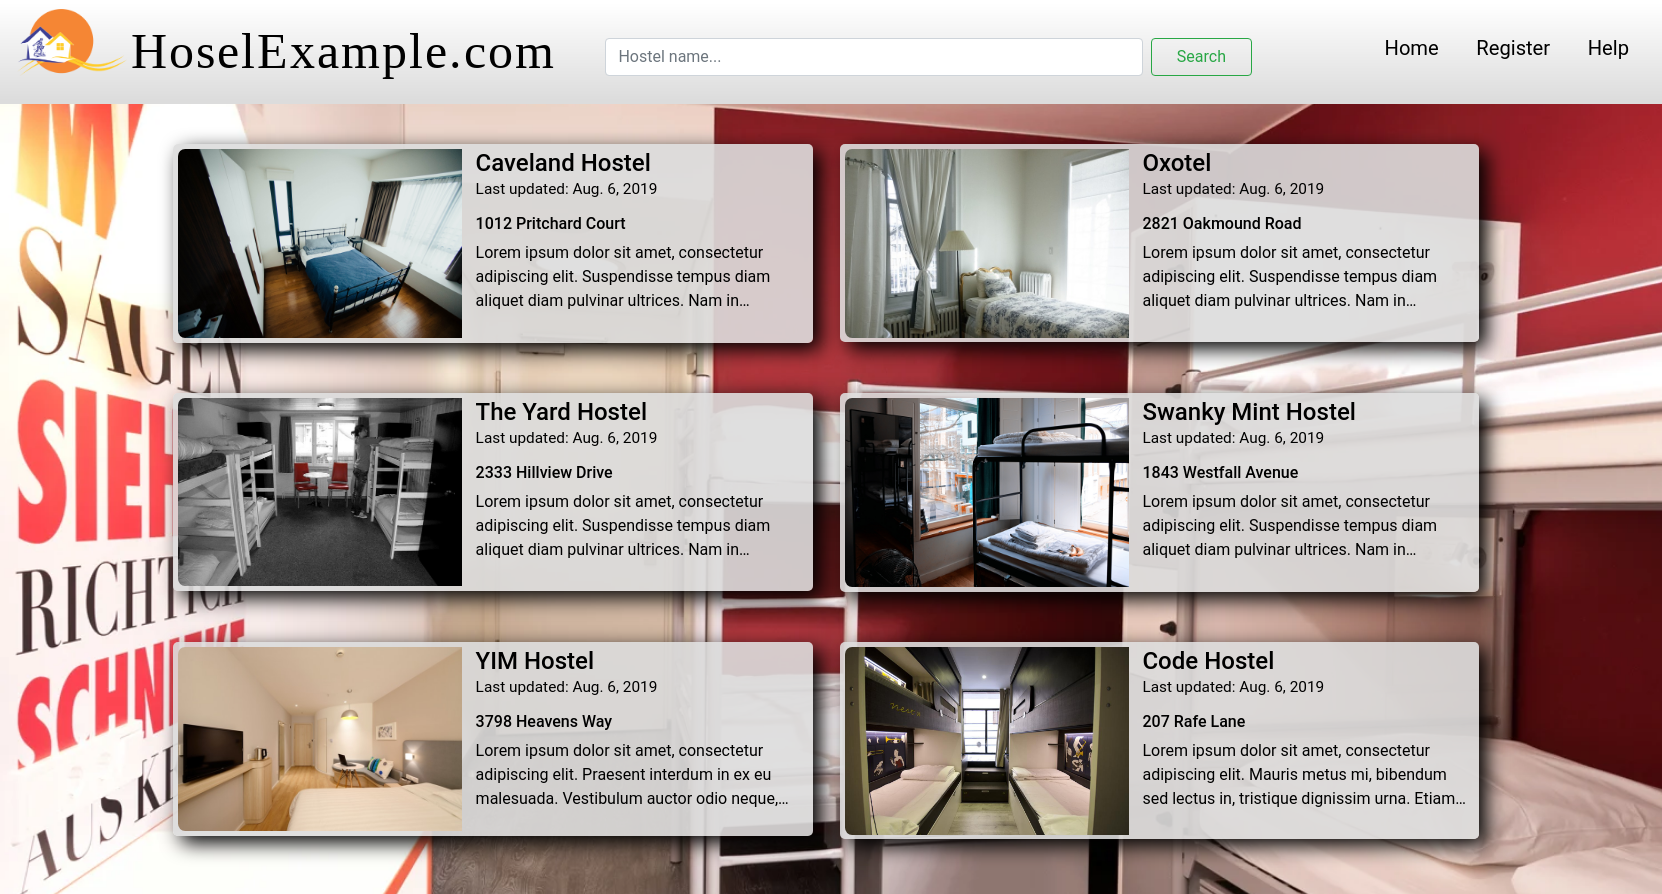 HoselExample.com
Hostel name...
Search
Home
Register
Help
Caveland Hostel
Last updated: Aug. 6, 2019
1012 Pritchard Court
Lorem ipsum dolor sit amet, consectetur
adipiscing elit. Suspendisse tempus diam
aliquet diam pulvinar ultrices. Nam in...
Oxotel
Last updated: Aug. 6, 2019
2821 Oakmound Road
Lorem ipsum dolor sit amet, consectetur
adipiscing elit. Suspendisse tempus diam
aliquet diam pulvinar ultrices. Nam in...
The Yard Hostel
Last updated: Aug. 6, 2019
2333 Hillview Drive
Lorem ipsum dolor sit amet, consectetur
adipiscing elit. Suspendisse tempus diam
aliquet diam pulvinar ultrices. Nam in...
Swanky Mint Hostel
Last updated: Aug. 6, 2019
1843 Westfall Avenue
Lorem ipsum dolor sit amet, consectetur
adipiscing elit. Suspendisse tempus diam
aliquet diam pulvinar ultrices. Nam in...
YIM Hostel
Last updated: Aug. 6, 2019
3798 Heavens Way
Lorem ipsum dolor sit amet, consectetur
adipiscing elit. Praesent interdum in ex eu
malesuada. Vestibulum auctor odio neque,...
Code Hostel
Last updated: Aug. 6, 2019
207 Rafe Lane
Lorem ipsum dolor sit amet, consectetur
adipiscing elit. Mauris metus mi, bibendum
sed lectus in, tristique dignissim urna. Etiam...
SAGEN
SIEH
RICHTICH
AUS